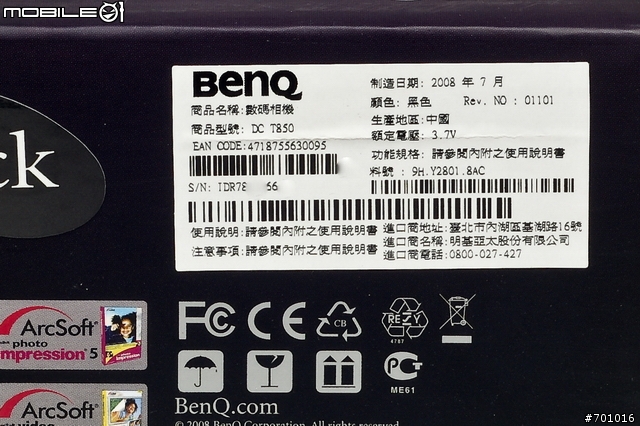 MOBILE01
BenQ
商品名稱:數碼相機
商品型號: DC T850
EAN CODE:4718755630095
S/N: IDR78 56
製造日期: 2008 年 7 月
顏色: 黑色 Rev. NO : 01101
生產地區:中國
額定電壓: 3.7V
功能規格: 請參閱內附之使用說明書
料號 : 9H.Y2801.8AC
使用說明:請參閱內附之使用說明書
注意事項:請參閱內附之使用說明書
進口商地址:臺北市內湖區基湖路16號
進口商名稱:明基亞太股份有限公司
進口商電話:0800-027-427
ck
ArcSoft®
photo
impression 5
ArcSoft®
video
FC CE CB
ME61
BenQ.com
© 2008 BenQ Corporation. All rights reserved.
#701016